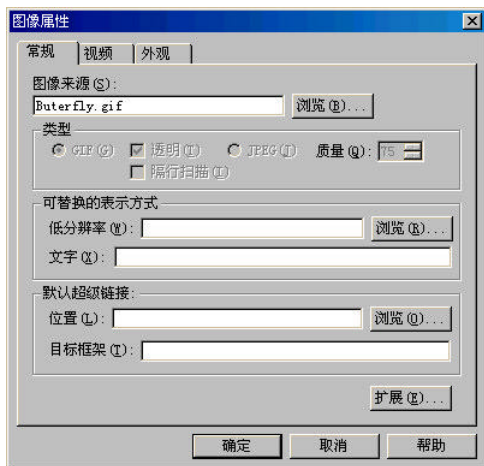 图像属性
常规 视频 外观
图像来源(S):
Buterfly.gif 浏览(B)...
类型
GIF(G) 透明(T) JPEG(J) 质量(Q): 75
隔行扫描(I)
可替换的表示方式
低分辨率(W): 浏览(R)...
文字(X):
默认超级链接:
位置(L): 浏览(O)...
目标框架(T):
扩展(E)...
确定 取消 帮助